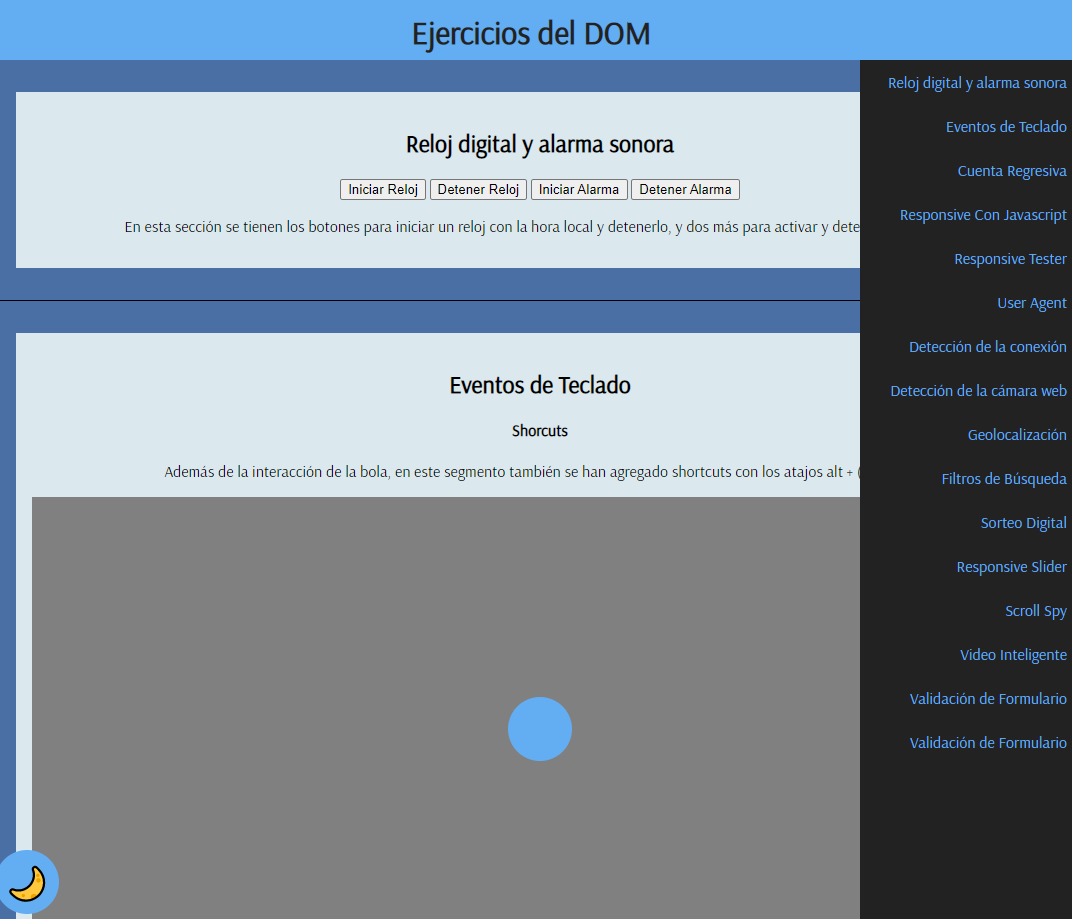 Ejercicios del DOM
Reloj digital y alarma sonora
Iniciar Reloj Detener Reloj Iniciar Alarma Detener Alarma
En esta sección se tienen los botones para iniciar un reloj con la hora local y detenerlo, y dos más para activar y dete
Eventos de Teclado
Shorcuts
Además de la interacción de la bola, en este segmento también se han agregado shortcuts con los atajos alt + (
Reloj digital y alarma sonora
Eventos de Teclado
Cuenta Regresiva
Responsive Con Javascript
Responsive Tester
User Agent
Detección de la conexión
Detección de la cámara web
Geolocalización
Filtros de Búsqueda
Sorteo Digital
Responsive Slider
Scroll Spy
Video Inteligente
Validación de Formulario
Validación de Formulario